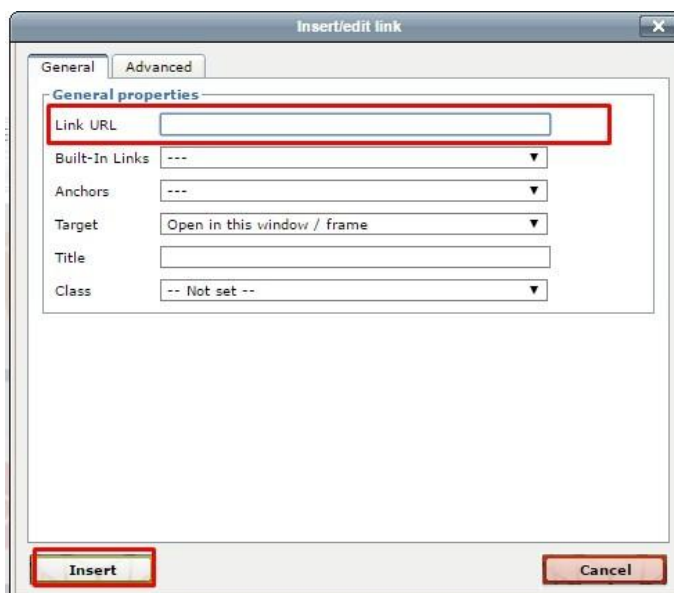 Insert/edit link
General Advanced
General properties
Link URL
Built-In Links ---
Anchors ---
Target Open in this window / frame
Title
Class -- Not set --
Insert Cancel